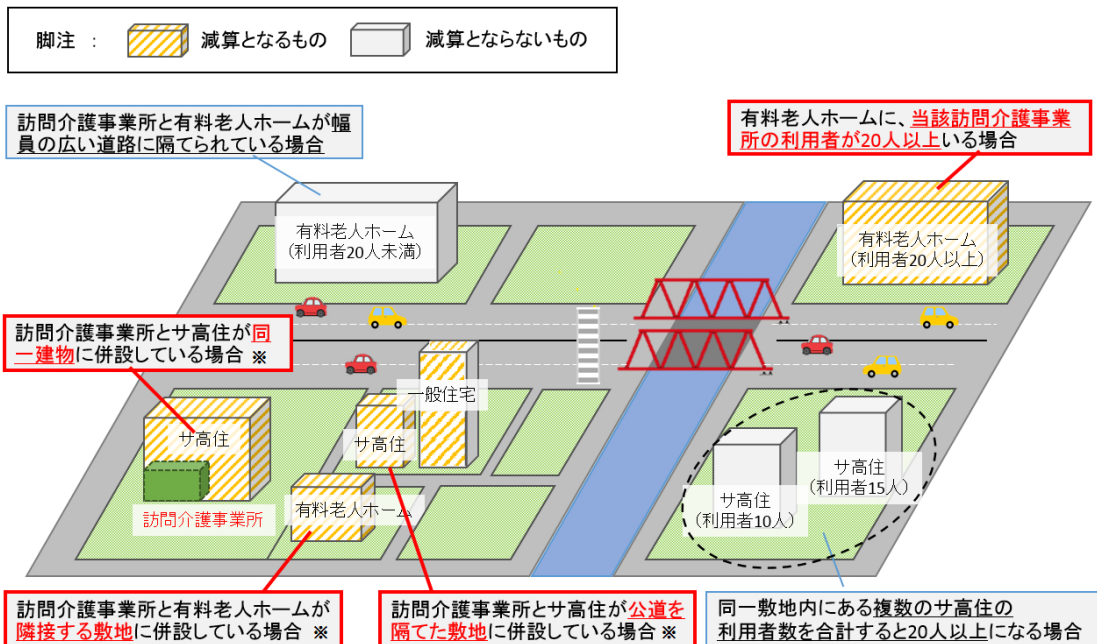 脚注 ： 減算となるもの 減算とならないもの
訪問介護事業所と有料老人ホームが幅
員の広い道路に隔てられている場合
有料老人ホームに、当該訪問介護事業
所の利用者が20人以上いる場合
有料老人ホーム
（利用者20人未満）
有料老人ホーム
（利用者20人以上）
訪問介護事業所とサ高住が同
一建物に併設している場合 ※
一般住宅
サ高住
サ高住
訪問介護事業所
有料老人ホーム
サ高住
（利用者15人）
サ高住
（利用者10人）
訪問介護事業所と有料老人ホームが
隣接する敷地に併設している場合 ※
訪問介護事業所とサ高住が公道を
隔てた敷地に併設している場合 ※
同一敷地内にある複数のサ高住の
利用者数を合計すると20人以上になる場合